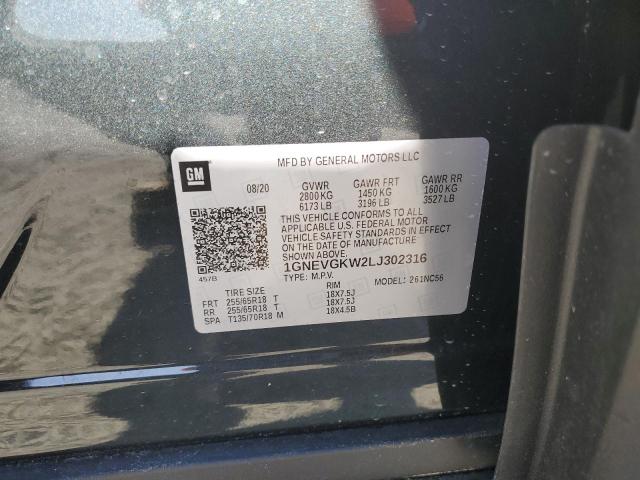 GM
MFD BY GENERAL MOTORS LLC
08/20
GVWR GAWR FRT GAWR RR
2800 KG 1450 KG 1600 KG
6173 LB 3196 LB 3527 LB
THIS VEHICLE CONFORMS TO ALL
APPLICABLE U.S. FEDERAL MOTOR
VEHICLE SAFETY STANDARDS IN EFFECT
ON THE DATE OF MANUFACTURE
SHOWN ABOVE.
457B
1GNEVGKW2LJ302316
TYPE: M.P.V. MODEL: 261NC56
TIRE SIZE RIM
FRT 255/65R18 T 18X7.5J
RR 255/65R18 T 18X7.5J
SPA T135/70R18 M 18X4.5B